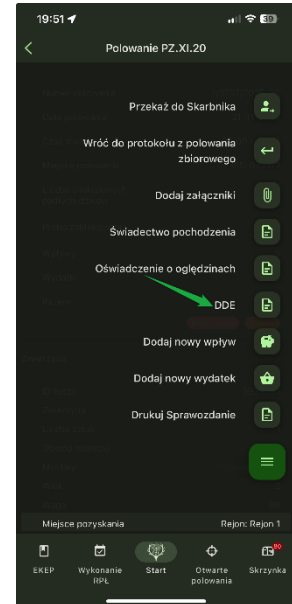 19:51
39
Polowanie PZ.XI.20
Przekaż do Skarbnika
Wróć do protokołu z polowania
zbiorowego
Dodaj załączniki
Świadectwo pochodzenia
Oświadczenie o oględzinach
DDE
Dodaj nowy wpływ
Dodaj nowy wydatek
Drukuj Sprawozdanie
Miejsce pozyskania Rejon: Rejon 1
EKEP
Wykonanie
RPŁ
Start
Otwarte
polowania
Skrzynka